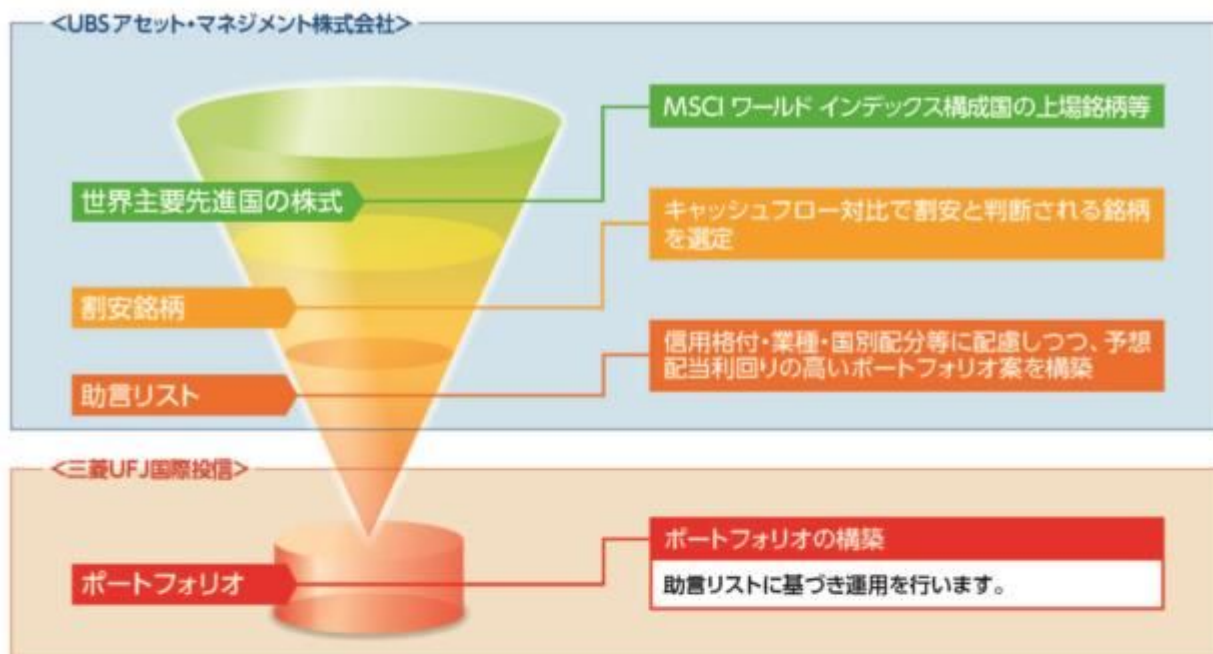 <UBSアセット・マネジメント株式会社>
MSCI ワールド インデックス構成国の上場銘柄等
世界主要先進国の株式
キャッシュフロー対比で割安と判断される銘柄
を選定
割安銘柄
信用格付・業種・国別配分等に配慮しつつ、予想
配当利回りの高いポートフォリオ案を構築
助言リスト
<三菱UFJ国際投信>
ポートフォリオの構築
ポートフォリオ
助言リストに基づき運用を行います。